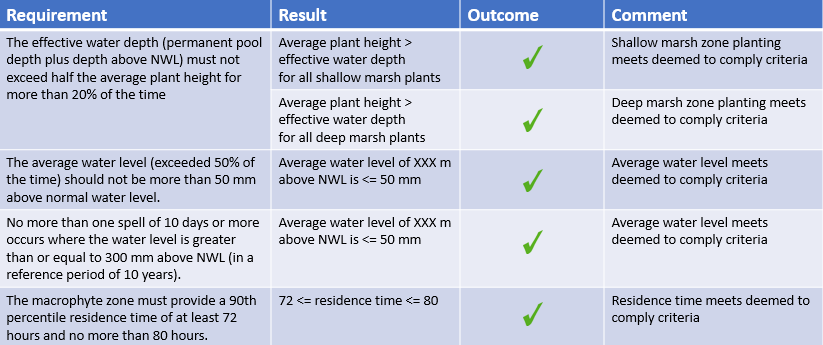 Requirement
Result
Outcome
Comment
The effective water depth (permanent pool
depth plus depth above NWL) must not
exceed half the average plant height for
more than 20% of the time
Average plant height >
effective water depth
for all shallow marsh plants
Shallow marsh zone planting
meets deemed to comply criteria
Average plant height >
effective water depth
for all deep marsh plants
Deep marsh zone planting meets
deemed to comply criteria
The average water level (exceeded 50% of
the time) should not be more than 50 mm
above normal water level.
Average water level of XXX m
above NWL is <= 50 mm
Average water level meets
deemed to comply criteria
No more than one spell of 10 days or more
occurs where the water level is greater
than or equal to 300 mm above NWL (in a
reference period of 10 years).
Average water level of XXX m
above NWL is <= 50 mm
Average water level meets
deemed to comply criteria
The macrophyte zone must provide a 90th
percentile residence time of at least 72
hours and no more than 80 hours.
72 <= residence time <= 80
Residence time meets deemed to
comply criteria